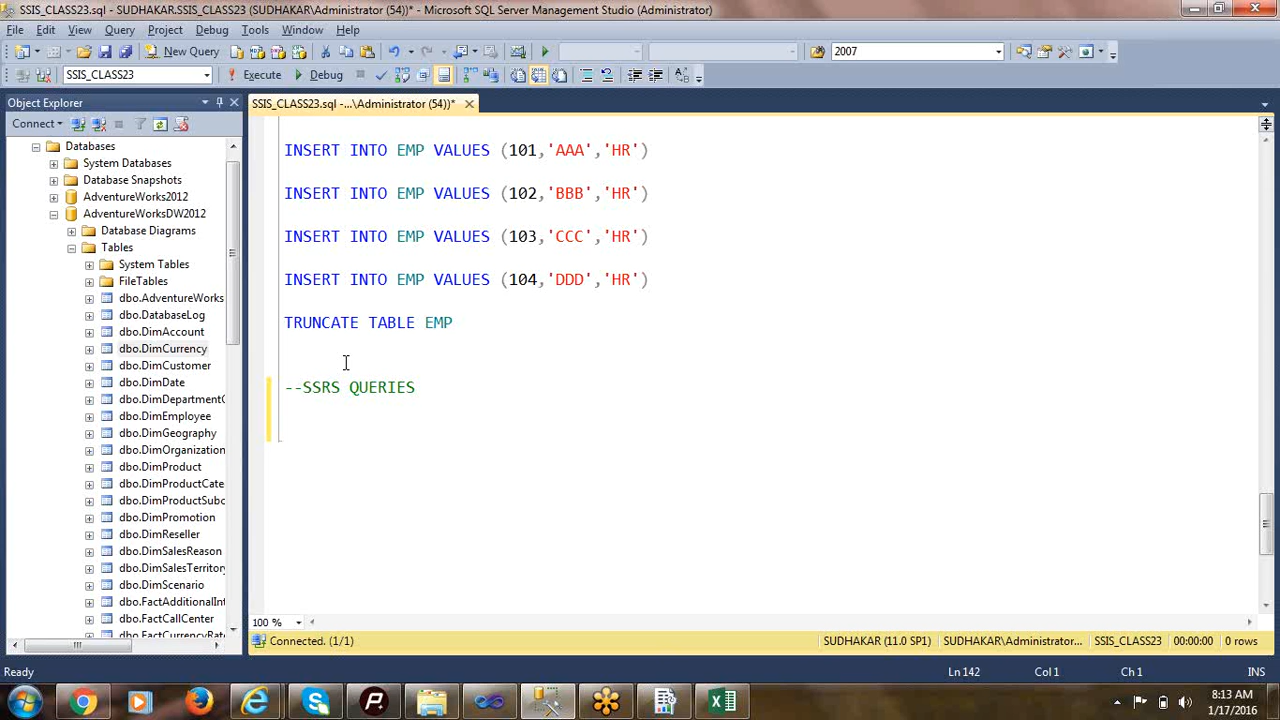 SSIS_CLASS23.sql - SUDHAKAR.SSIS_CLASS23 (SUDHAKAR\Administrator (54))* - Microsoft SQL Server Management Studio (Administrator)
File Edit View Query Project Debug Tools Window Help
New Query 2007
SSIS_CLASS23 Execute Debug
Object Explorer
SSIS_CLASS23.sql -...\Administrator (54))*
Connect
Databases
System Databases
Database Snapshots
AdventureWorks2012
AdventureWorksDW2012
Database Diagrams
Tables
System Tables
FileTables
dbo.AdventureWorks
dbo.DatabaseLog
dbo.DimAccount
dbo.DimCurrency
dbo.DimCustomer
dbo.DimDate
dbo.DimDepartmentG
dbo.DimEmployee
dbo.DimGeography
dbo.DimOrganization
dbo.DimProduct
dbo.DimProductCate
dbo.DimProductSubc
dbo.DimPromotion
dbo.DimReseller
dbo.DimSalesReason
dbo.DimSalesTerritory
dbo.DimScenario
dbo.FactAdditionalInt
dbo.FactCallCenter
dbo.FactCurrencyRate
INSERT INTO EMP VALUES (101,'AAA','HR')
INSERT INTO EMP VALUES (102,'BBB','HR')
INSERT INTO EMP VALUES (103,'CCC','HR')
INSERT INTO EMP VALUES (104,'DDD','HR')
TRUNCATE TABLE EMP
--SSRS QUERIES
100 %
Connected. (1/1) SUDHAKAR (11.0 SP1) SUDHAKAR\Administrator... SSIS_CLASS23 00:00:00 0 rows
Ready Ln 142 Col 1 Ch 1 INS
8:13 AM
1/17/2016